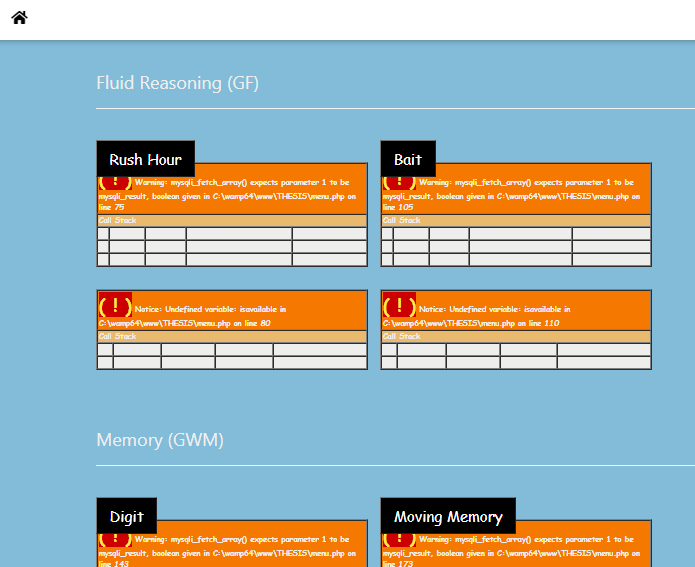 Fluid Reasoning (GF)
Rush Hour
Bait
( ! ) Warning: mysqli_fetch_array() expects parameter 1 to be
mysqli_result, boolean given in C:\wamp64\www\THESIS\menu.php on
line 75
Call Stack
( ! ) Warning: mysqli_fetch_array() expects parameter 1 to be
mysqli_result, boolean given in C:\wamp64\www\THESIS\menu.php on
line 105
Call Stack
( ! ) Notice: Undefined variable: isavailable in
C:\wamp64\www\THESIS\menu.php on line 80
Call Stack
( ! ) Notice: Undefined variable: isavailable in
C:\wamp64\www\THESIS\menu.php on line 110
Call Stack
Memory (GWM)
Digit
Moving Memory
( ! ) Warning: mysqli_fetch_array() expects parameter 1 to be
mysqli_result, boolean given in C:\wamp64\www\THESIS\menu.php on
line 143
( ! ) Warning: mysqli_fetch_array() expects parameter 1 to be
mysqli_result, boolean given in C:\wamp64\www\THESIS\menu.php on
line 173